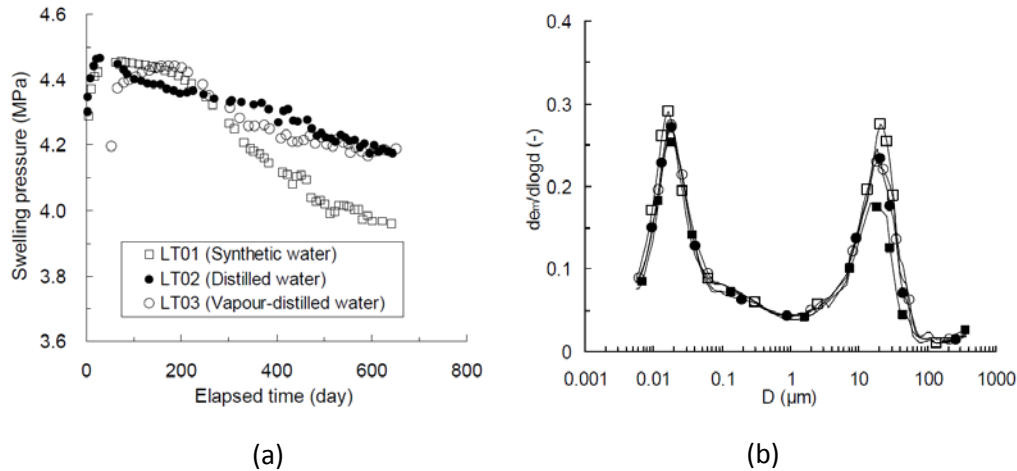 4.6
4.4
4.2
4.0
3.8
3.6
Swelling pressure (MPa)
□ LT01 (Synthetic water)
● LT02 (Distilled water)
○ LT03 (Vapour-distilled water)
0 200 400 600 800
Elapsed time (day)
(a)
0.4
0.3
0.2
0.1
0
de_m/dlogd (-)
0.001 0.01 0.1 1 10 100 1000
D (μm)
(b)